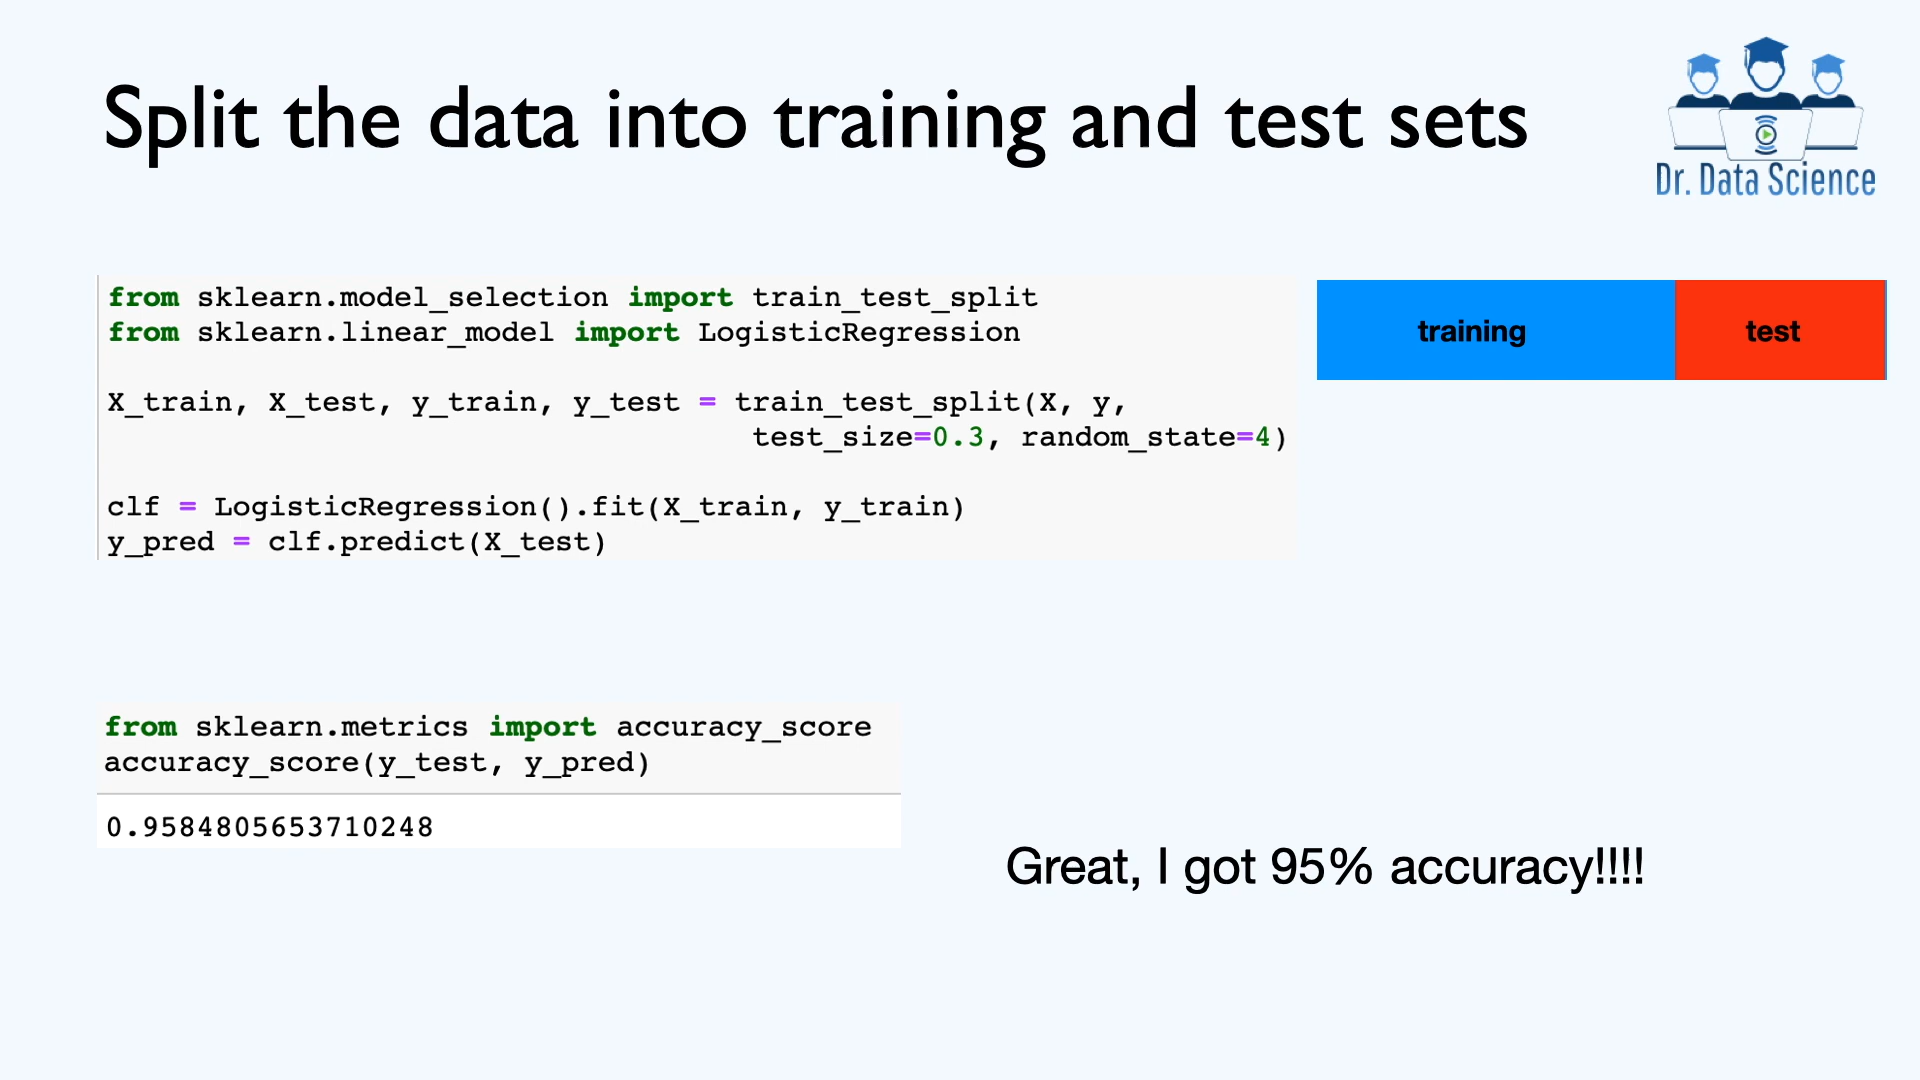 Split the data into training and test sets
Dr. Data Science
from sklearn.model_selection import train_test_split
from sklearn.linear_model import LogisticRegression
X_train, X_test, y_train, y_test = train_test_split(X, y,
test_size=0.3, random_state=4)
clf = LogisticRegression().fit(X_train, y_train)
y_pred = clf.predict(X_test)
training
test
from sklearn.metrics import accuracy_score
accuracy_score(y_test, y_pred)
0.9584805653710248
Great, I got 95% accuracy!!!!